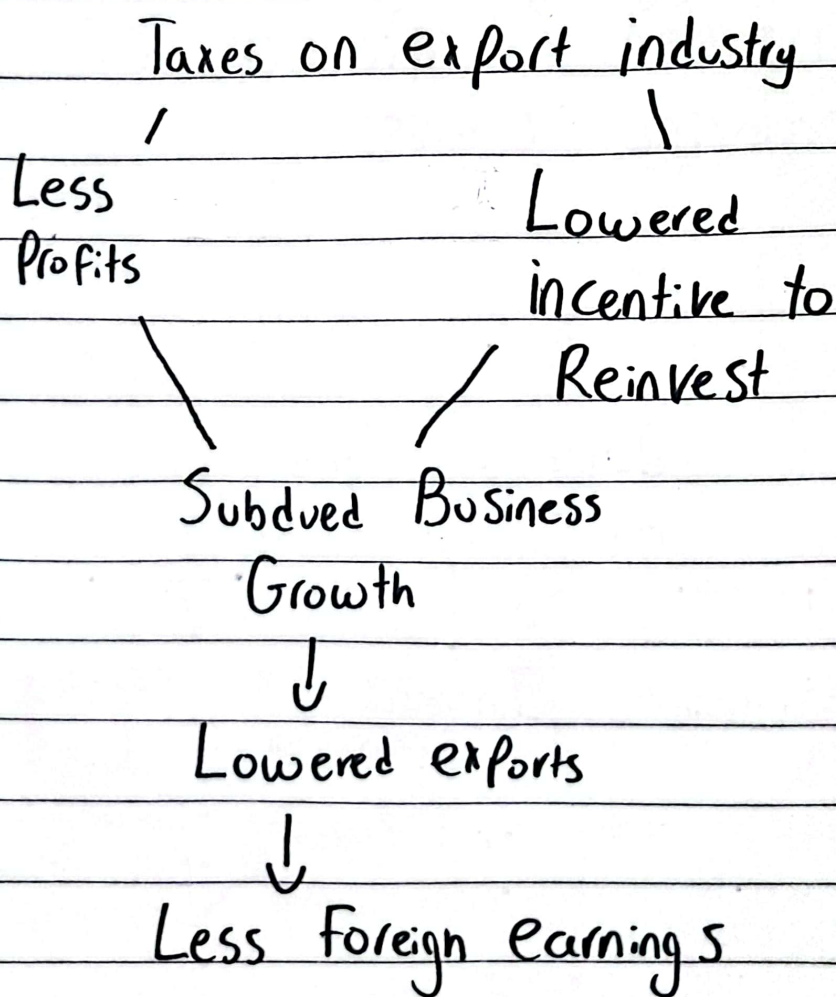 Taxes on export industry
Less
Profits
Lowered
incentive to
Reinvest
Subdued Business
Growth
Lowered exports
Less Foreign earnings